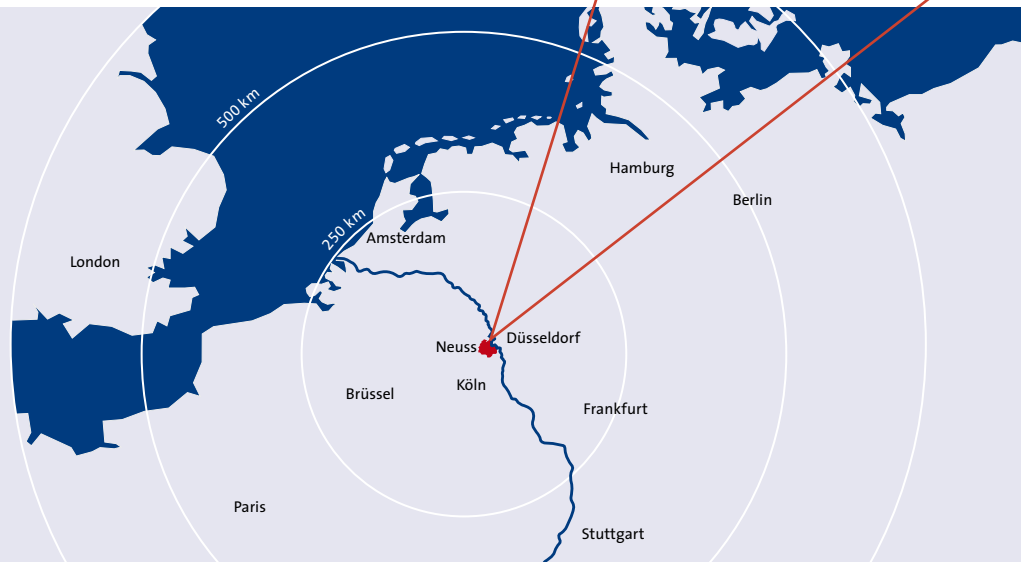 500 km
Hamburg
Berlin
250 km
Amsterdam
London
Düsseldorf
Neuss
Köln
Brüssel
Frankfurt
Paris
Stuttgart